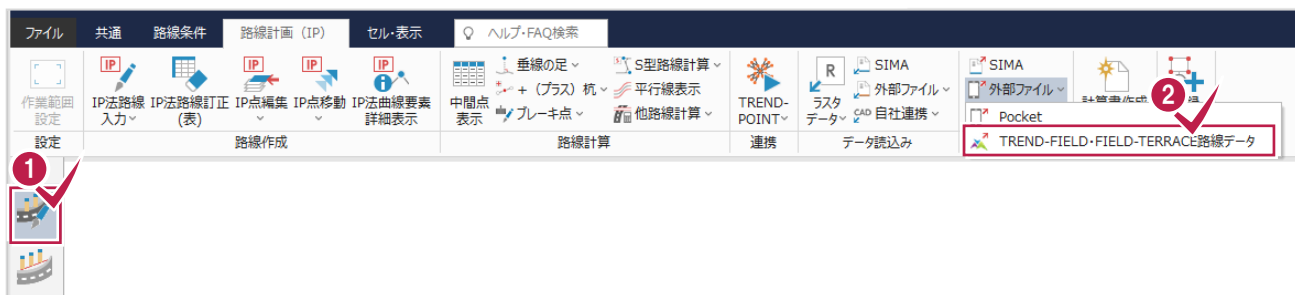 ファイル 共通 路線条件 路線計画（IP） セル・表示 ヘルプ・FAQ検索
作業範囲
設定
設定
IP
IP法路線
入力
IP法路線訂正
(表)
IP
IP点編集
IP
IP点移動
IP
IP法曲線要素
詳細表示
路線作成
中間点
表示
垂線の足
+（プラス）杭
ブレーキ点
S型路線計算
平行線表示
他路線計算
路線計算
TREND-
POINT
連携
R
ラスタ
データ
SIMA
外部ファイル
CAD 自社連携
データ読込み
SIMA
外部ファイル
Pocket
TREND-FIELD・FIELD-TERRACE路線データ
1
2